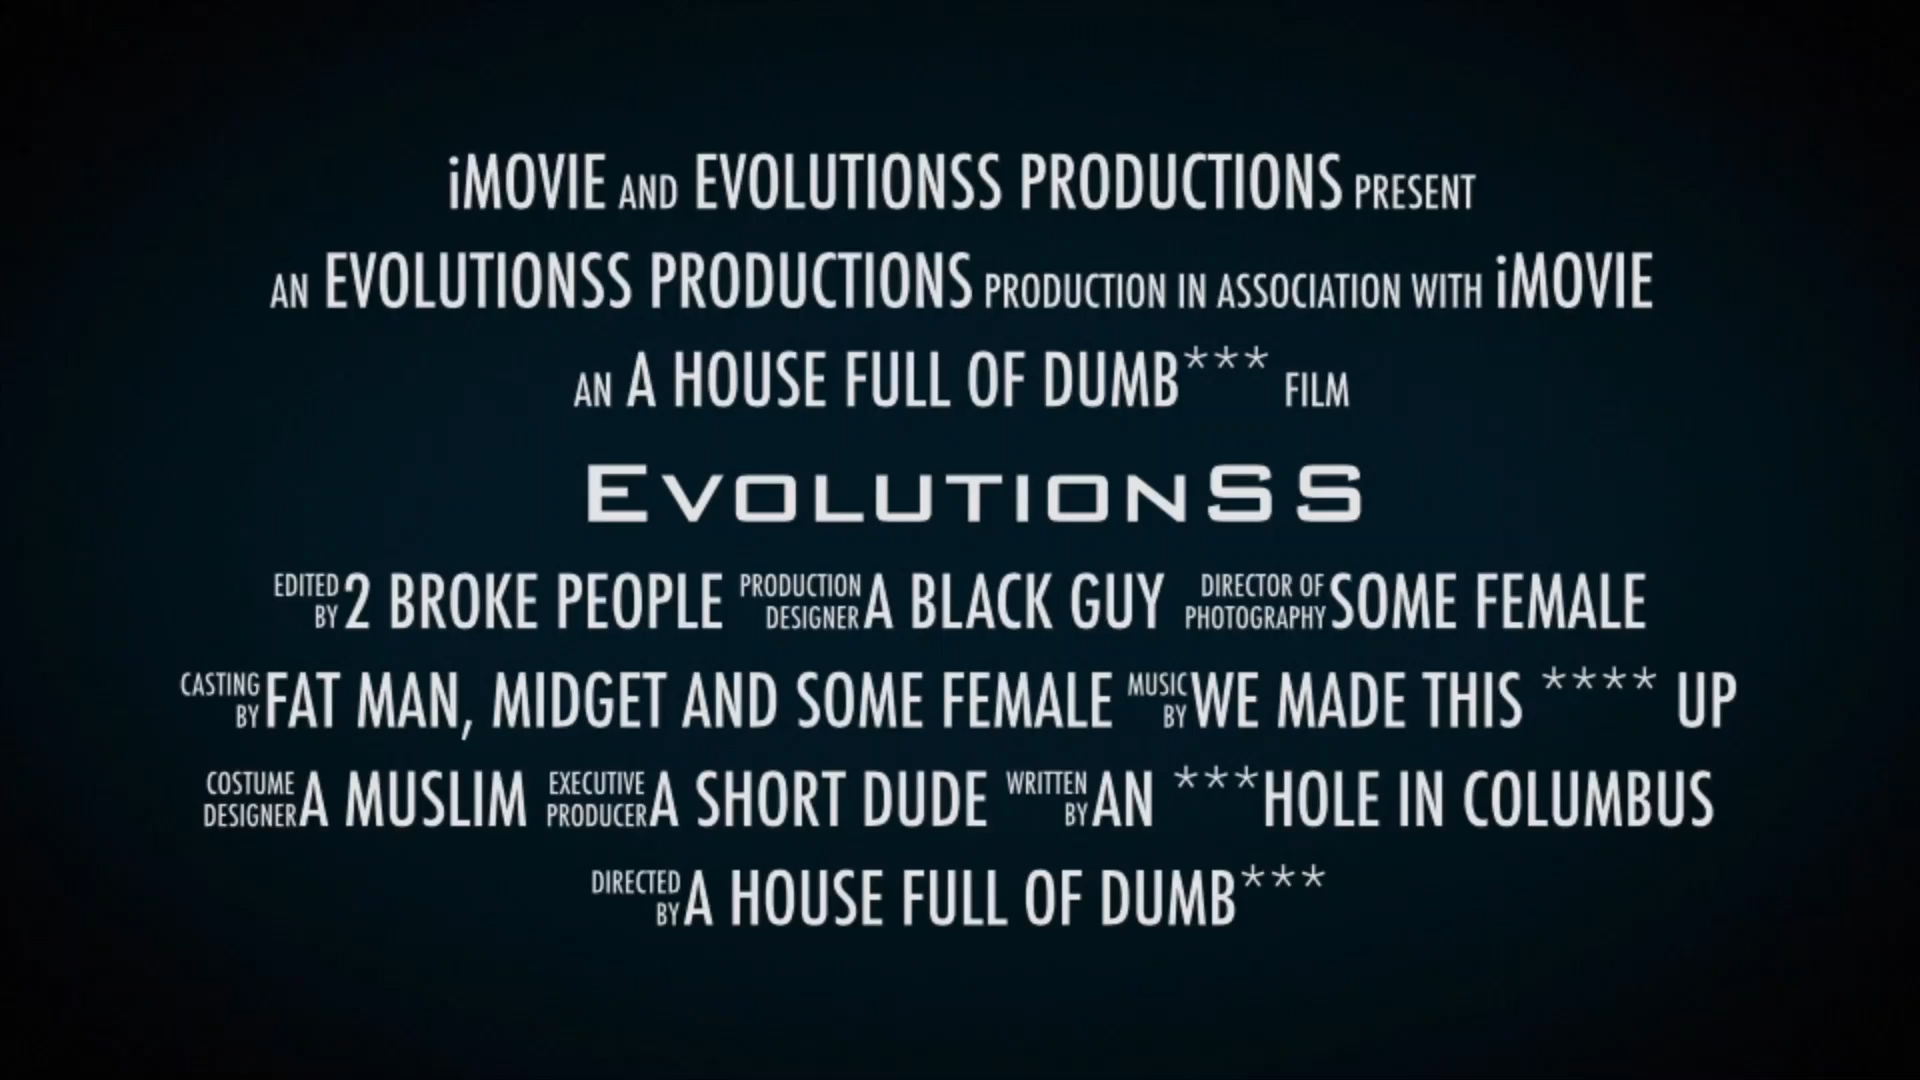 iMOVIE AND EVOLUTIONSS PRODUCTIONS PRESENT
AN EVOLUTIONSS PRODUCTIONS PRODUCTION IN ASSOCIATION WITH iMOVIE
AN A HOUSE FULL OF DUMB*** FILM
EVOLUTIONSS
EDITED BY 2 BROKE PEOPLE PRODUCTION DESIGNER A BLACK GUY DIRECTOR OF PHOTOGRAPHY SOME FEMALE
CASTING BY FAT MAN, MIDGET AND SOME FEMALE MUSIC BY WE MADE THIS **** UP
COSTUME DESIGNER A MUSLIM EXECUTIVE PRODUCER A SHORT DUDE WRITTEN BY AN ***HOLE IN COLUMBUS
DIRECTED BY A HOUSE FULL OF DUMB***